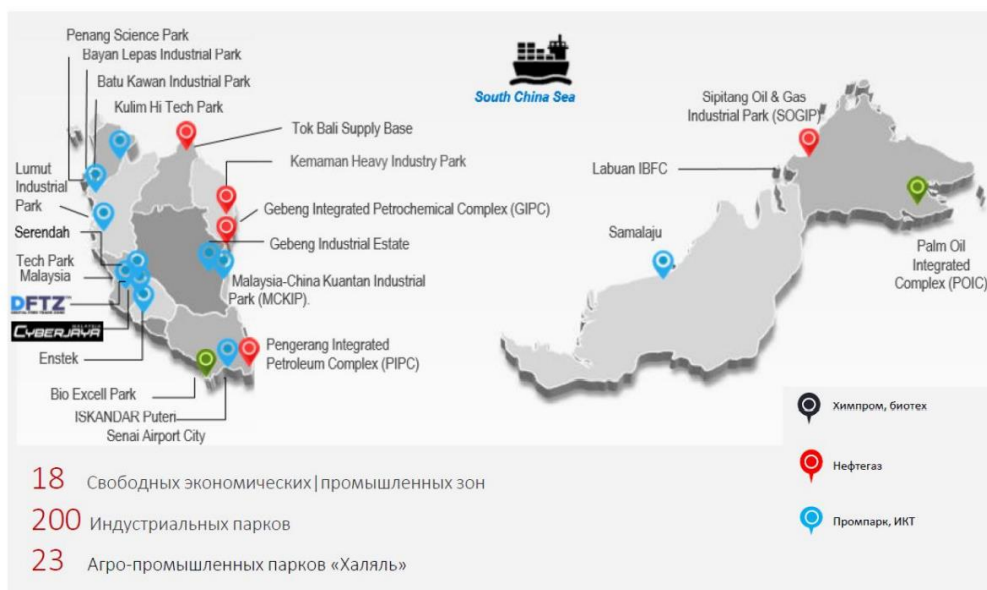 Penang Science Park
Bayan Lepas Industrial Park
Batu Kawan Industrial Park
Kulim Hi Tech Park
Lumut
Industrial
Park
Serendah
Tech Park
Malaysia
DFTZ
CYBERJAYA
Enstek
Bio Excell Park
ISKANDAR Puteri
Senai Airport City
Tok Bali Supply Base
Kemaman Heavy Industry Park
Gebeng Integrated Petrochemical Complex (GIPC)
Gebeng Industrial Estate
Malaysia-China Kuantan Industrial
Park (MCKIP).
Pengerang Integrated
Petroleum Complex (PIPC)
South China Sea
Sipitang Oil & Gas
Industrial Park (SOGIP)
Labuan IBFC
Samalaju
Palm Oil
Integrated
Complex (POIC)
Химпром, биотех
Нефтегаз
Промпарк, ИКТ
18 Свободных экономических|промышленных зон
200 Индустриальных парков
23 Агро-промышленных парков «Халяль»